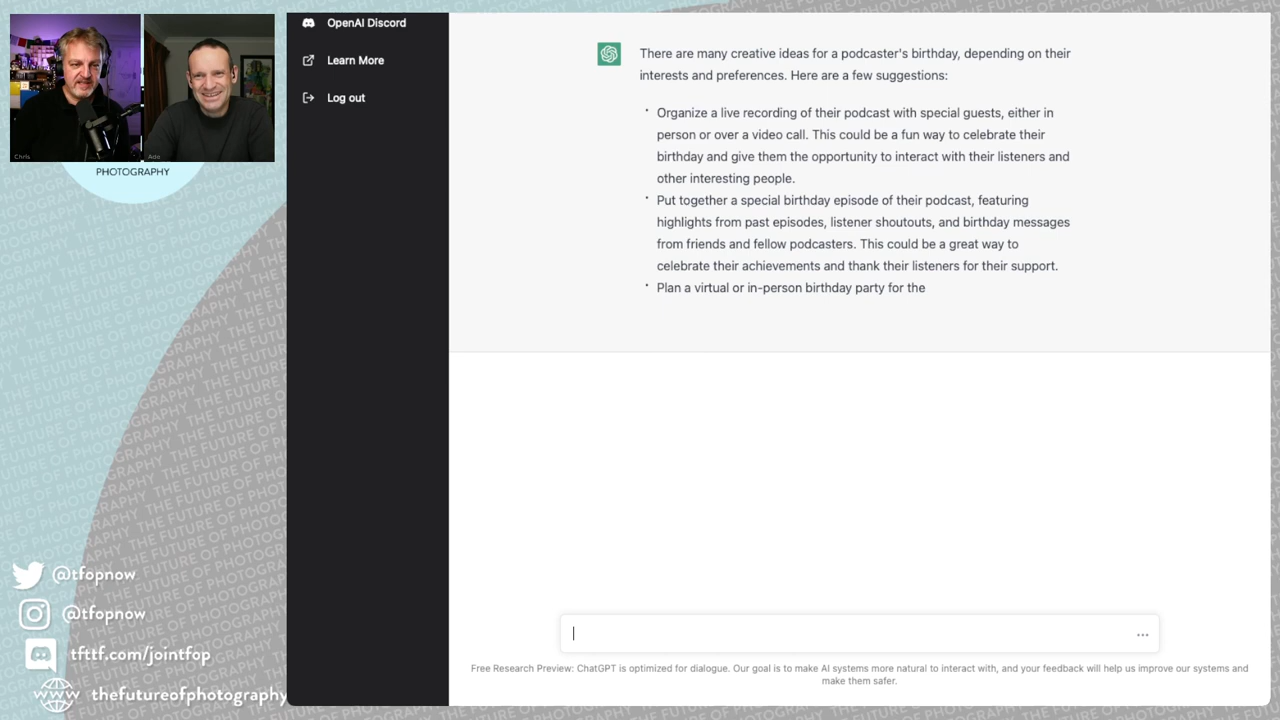 Chris
Ade
PHOTOGRAPHY
@tfopnow
@tfopnow
tfttf.com/jointfop
www
thefutureofphotography
OpenAI Discord
Learn More
Log out
There are many creative ideas for a podcaster's birthday, depending on their
interests and preferences. Here are a few suggestions:
· Organize a live recording of their podcast with special guests, either in
person or over a video call. This could be a fun way to celebrate their
birthday and give them the opportunity to interact with their listeners and
other interesting people.
· Put together a special birthday episode of their podcast, featuring
highlights from past episodes, listener shoutouts, and birthday messages
from friends and fellow podcasters. This could be a great way to
celebrate their achievements and thank their listeners for their support.
· Plan a virtual or in-person birthday party for the
Free Research Preview: ChatGPT is optimized for dialogue. Our goal is to make AI systems more natural to interact with, and your feedback will help us improve our systems and
make them safer.
THE FUTURE OF PHOTOGRAPHY